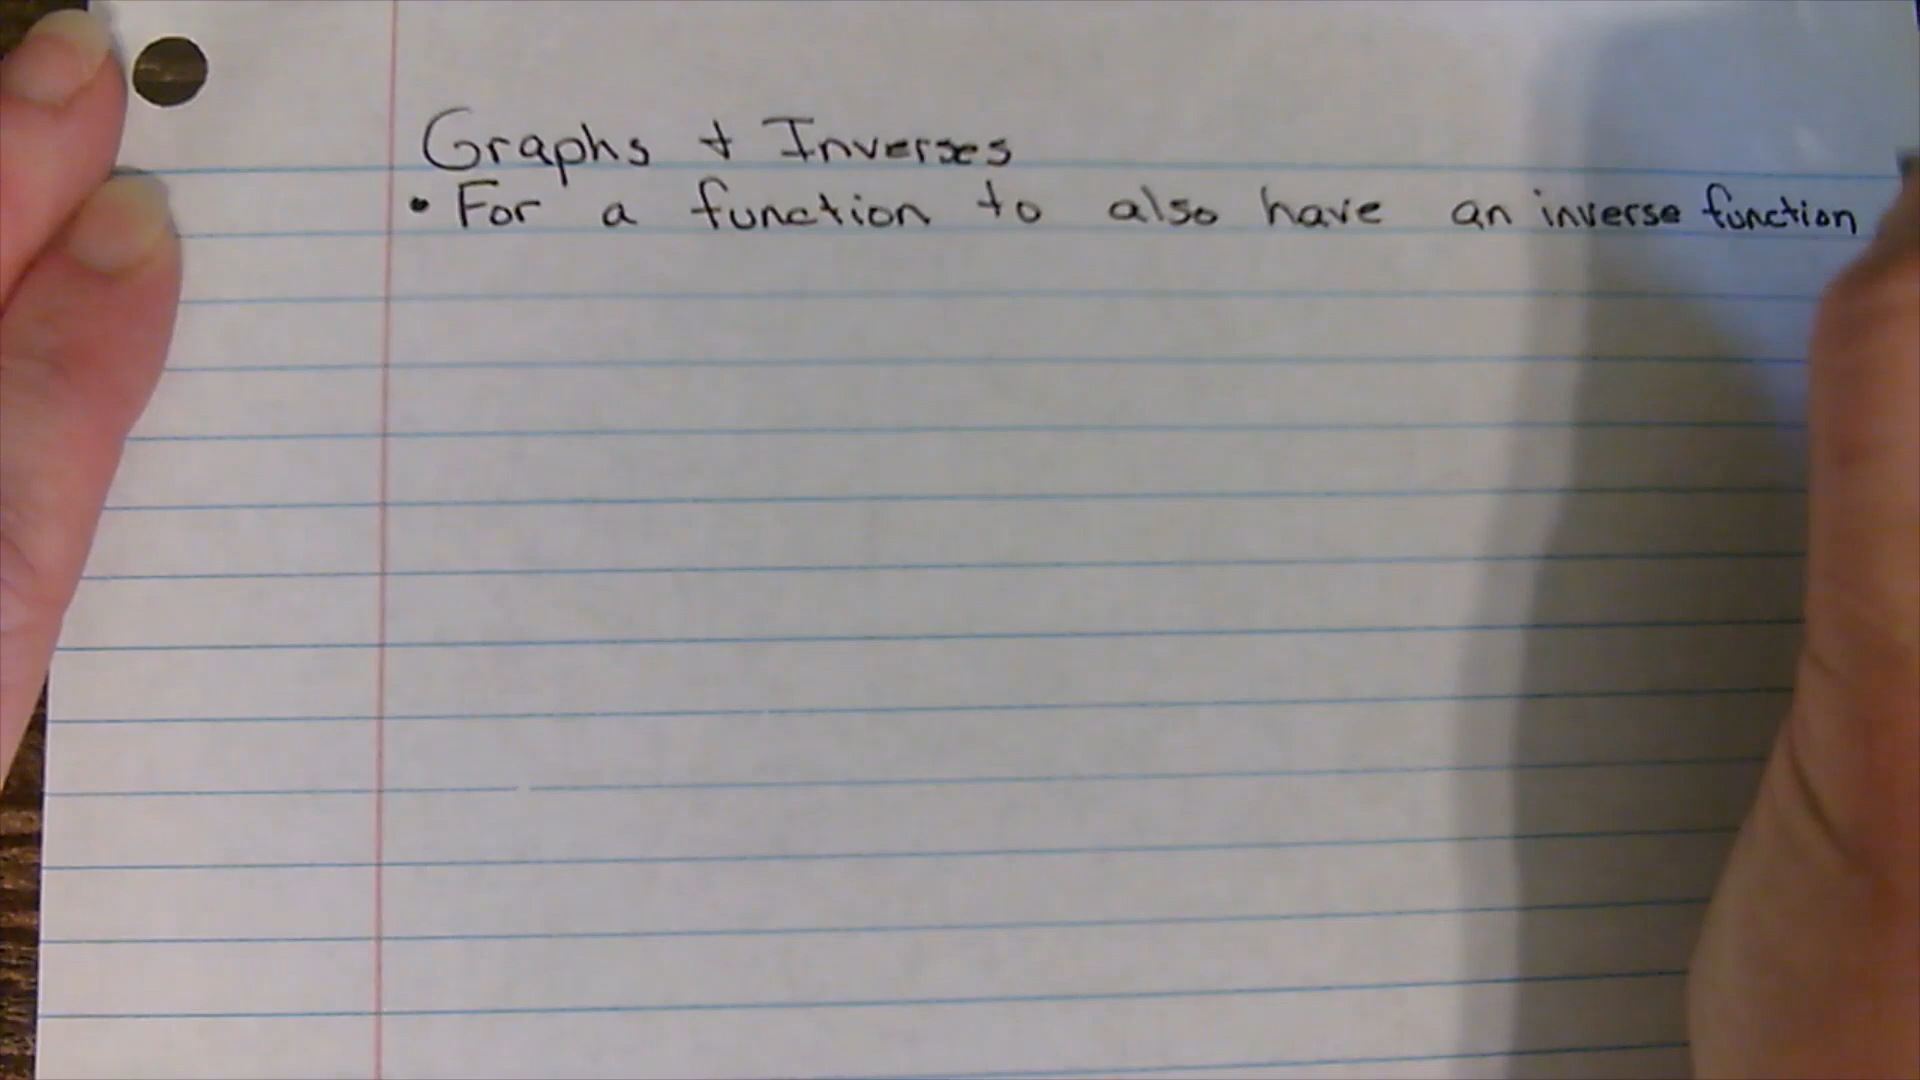 Graphs + Inverses
• For a function to also have an inverse function